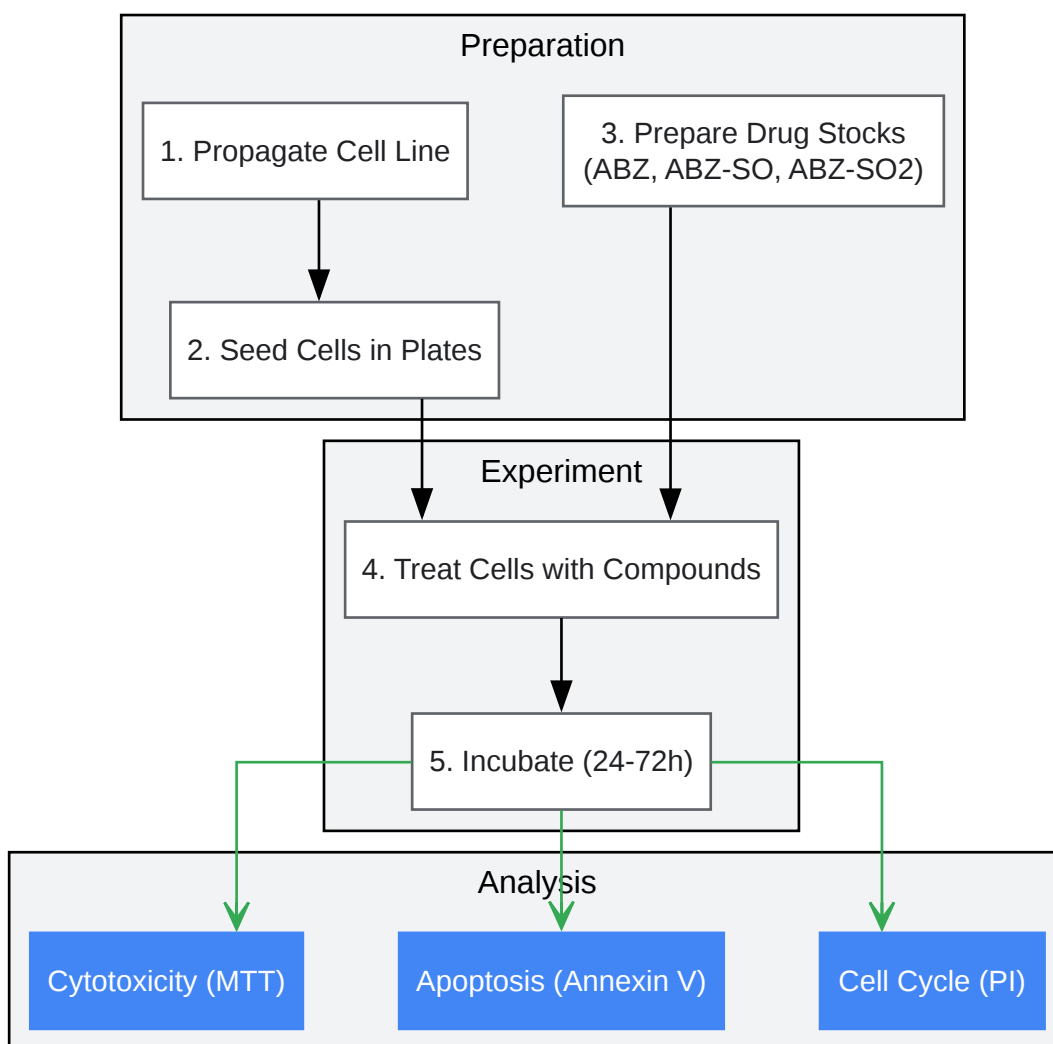 Preparation
1. Propagate Cell Line
3. Prepare Drug Stocks
(ABZ, ABZ-SO, ABZ-SO2)
2. Seed Cells in Plates
Experiment
4. Treat Cells with Compounds
5. Incubate (24-72h)
Analysis
Cytotoxicity (MTT)
Apoptosis (Annexin V)
Cell Cycle (PI)